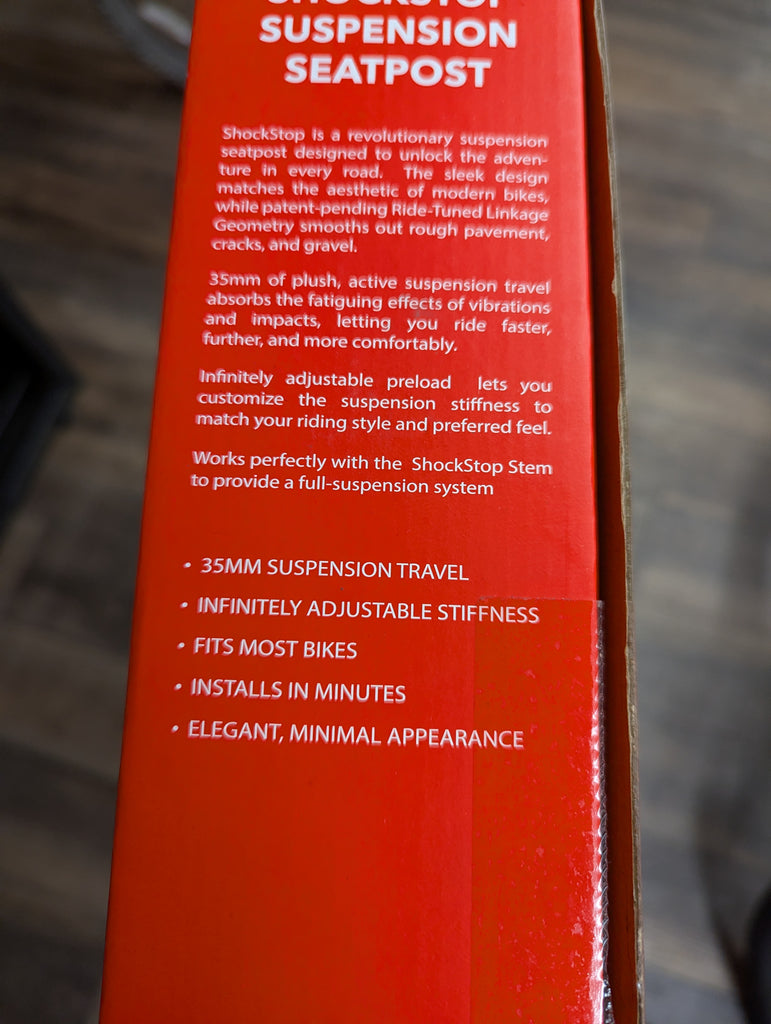 SHOCKSTOP
SUSPENSION
SEATPOST
ShockStop is a revolutionary suspension
seatpost designed to unlock the adven-
ture in every road. The sleek design
matches the aesthetic of modern bikes,
while patent-pending Ride-Tuned Linkage
Geometry smooths out rough pavement,
cracks, and gravel.
35mm of plush, active suspension travel
absorbs the fatiguing effects of vibrations
and impacts, letting you ride faster,
further, and more comfortably.
Infinitely adjustable preload lets you
customize the suspension stiffness to
match your riding style and preferred feel.
Works perfectly with the ShockStop Stem
to provide a full-suspension system
• 35MM SUSPENSION TRAVEL
• INFINITELY ADJUSTABLE STIFFNESS
• FITS MOST BIKES
• INSTALLS IN MINUTES
• ELEGANT, MINIMAL APPEARANCE